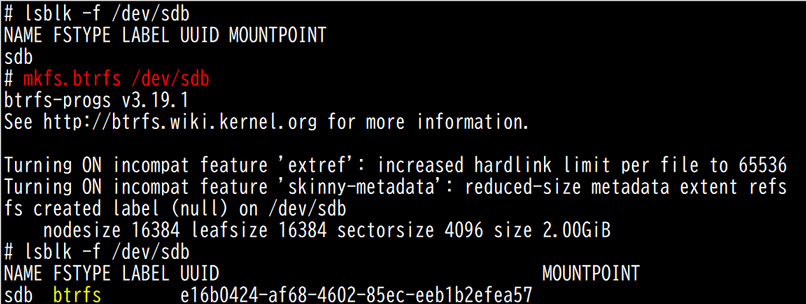 # lsblk -f /dev/sdb
NAME FSTYPE LABEL UUID MOUNTPOINT
sdb
# mkfs.btrfs /dev/sdb
btrfs-progs v3.19.1
See http://btrfs.wiki.kernel.org for more information.
Turning ON incompat feature 'extref': increased hardlink limit per file to 65536
Turning ON incompat feature 'skinny-metadata': reduced-size metadata extent refs
fs created label (null) on /dev/sdb
nodesize 16384 leafsize 16384 sectorsize 4096 size 2.00GiB
# lsblk -f /dev/sdb
NAME FSTYPE LABEL UUID MOUNTPOINT
sdb btrfs e16b0424-af68-4602-85ec-eeb1b2efea57